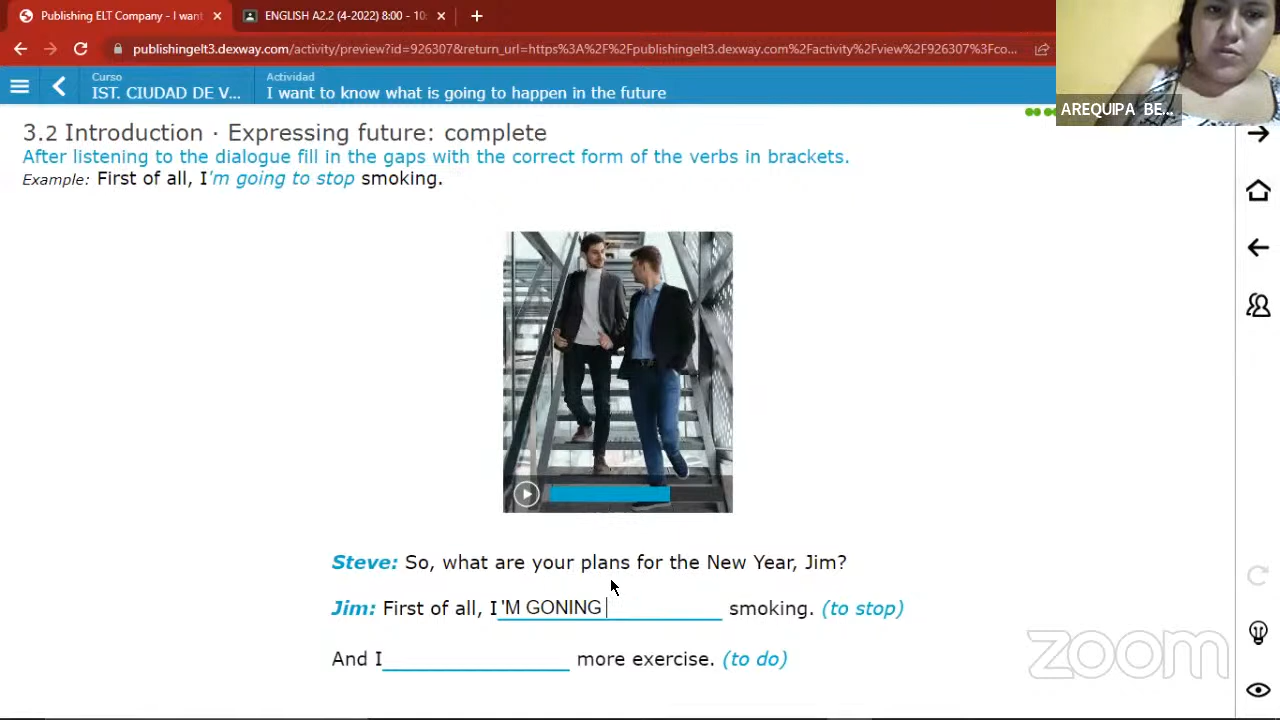 Publishing ELT Company - I want
ENGLISH A2.2 (4-2022) 8:00 - 10:
publishingelt3.dexway.com/activity/preview?id=926307&return_url=https%3A%2F%2Fpublishingelt3.dexway.com%2Factivity%2Fview%2F926307%3Fco...
Curso
IST. CIUDAD DE V...
Actividad
I want to know what is going to happen in the future
AREQUIPA BE...
3.2 Introduction · Expressing future: complete
After listening to the dialogue fill in the gaps with the correct form of the verbs in brackets.
Example: First of all, I'm going to stop smoking.
Steve: So, what are your plans for the New Year, Jim?
Jim: First of all, I 'M GONING smoking. (to stop)
And I more exercise. (to do)
zoom